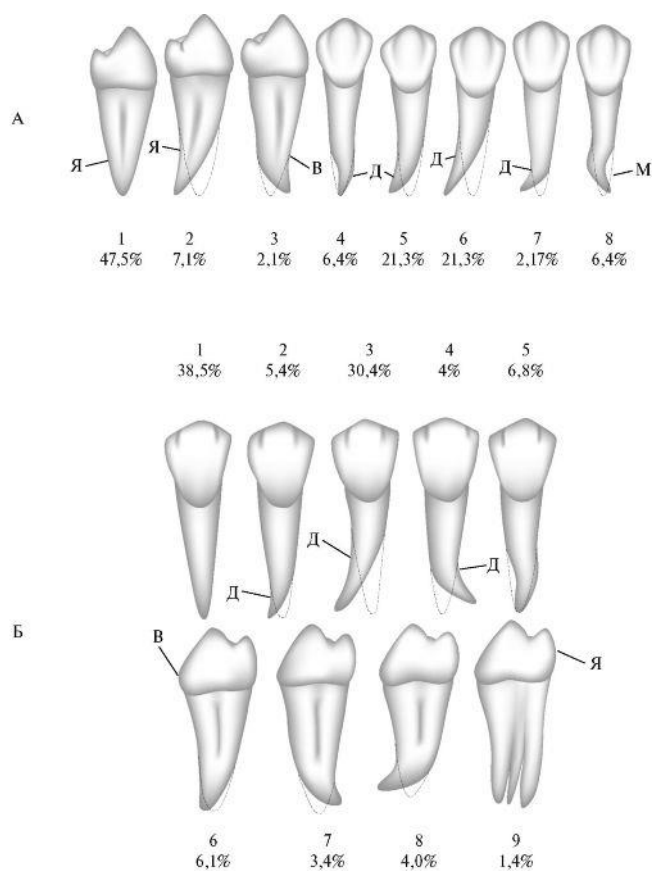 А
Я
Я
В
Д
Д
Д
М
1 2 3 4 5 6 7 8
47,5% 7,1% 2,1% 6,4% 21,3% 21,3% 2,17% 6,4%
1 2 3 4 5
38,5% 5,4% 30,4% 4% 6,8%
Д
Д
Д
Б
В
Я
6 7 8 9
6,1% 3,4% 4,0% 1,4%